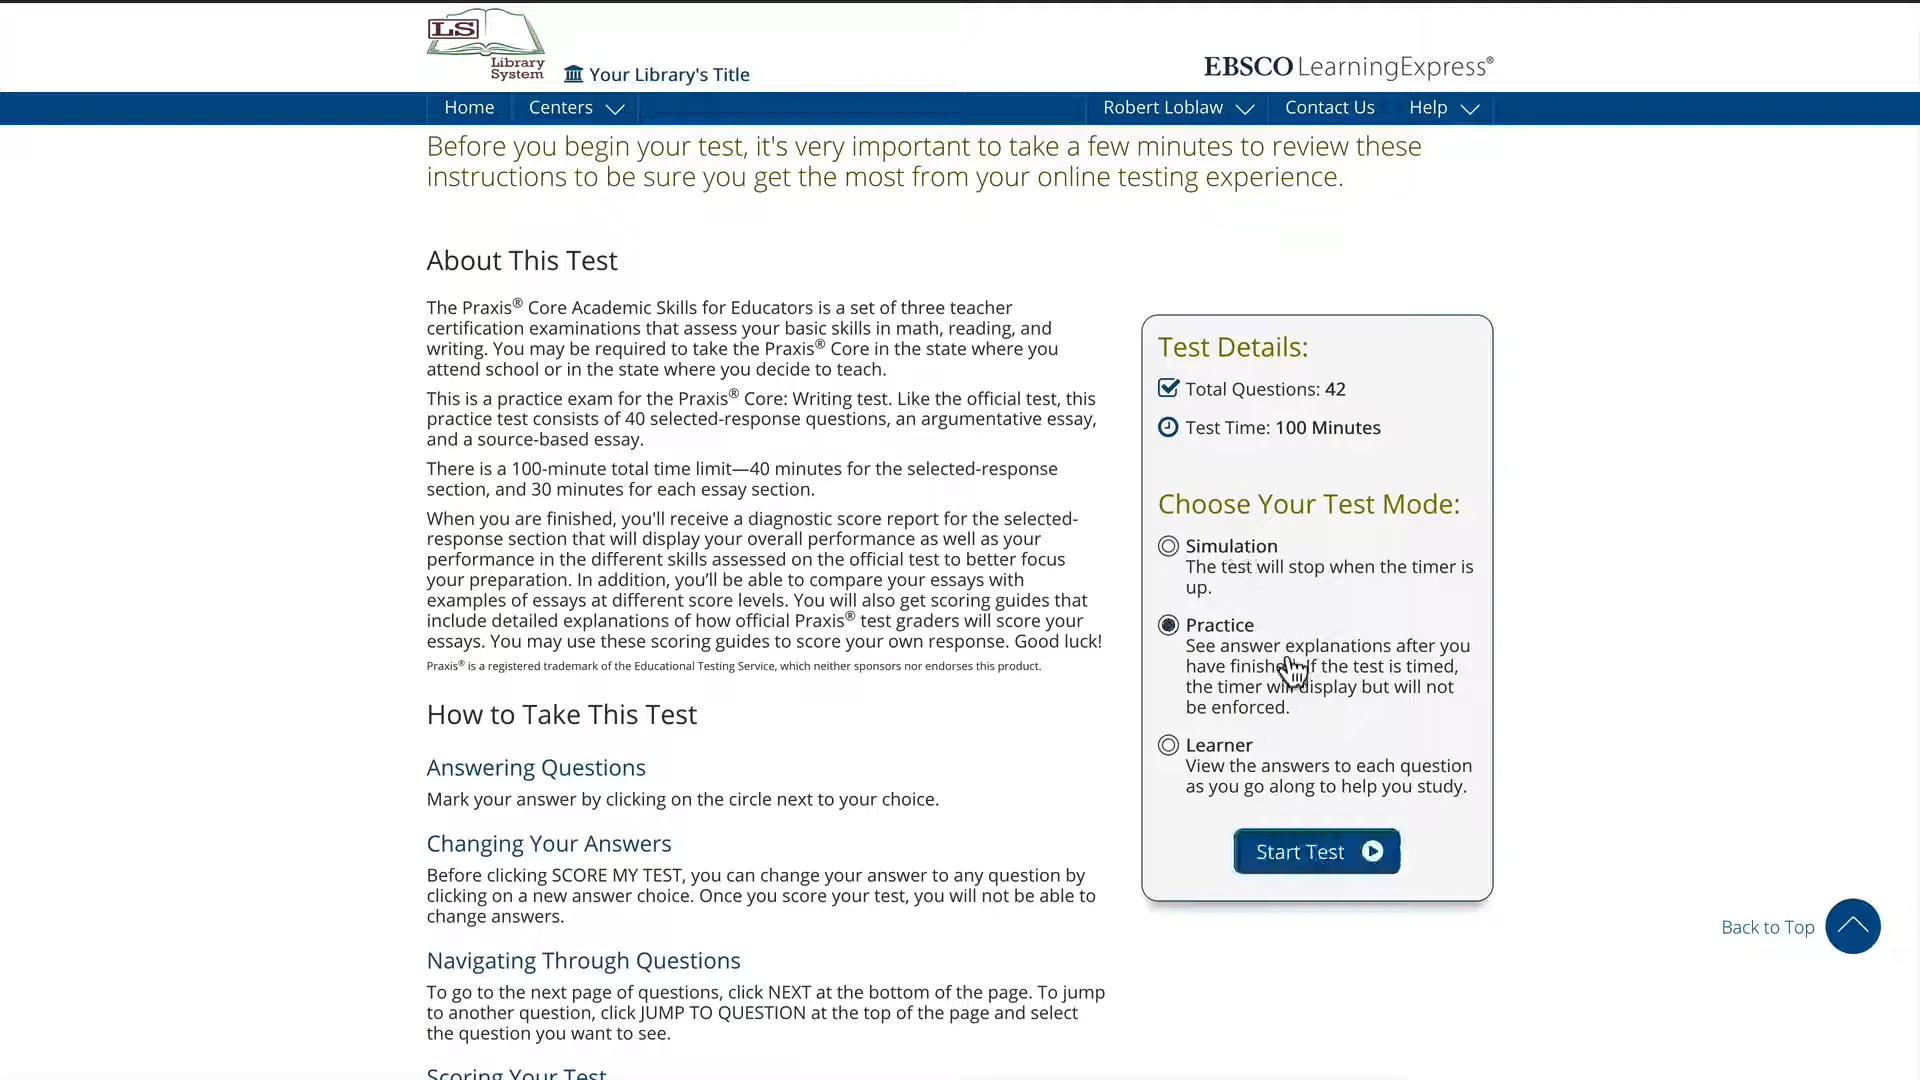 LS
Library
System
Your Library's Title
EBSCO LearningExpress®
Home
Centers
Robert Loblaw
Contact Us
Help
Before you begin your test, it's very important to take a few minutes to review these
instructions to be sure you get the most from your online testing experience.
About This Test
The Praxis® Core Academic Skills for Educators is a set of three teacher
certification examinations that assess your basic skills in math, reading, and
writing. You may be required to take the Praxis® Core in the state where you
attend school or in the state where you decide to teach.
This is a practice exam for the Praxis® Core: Writing test. Like the official test, this
practice test consists of 40 selected-response questions, an argumentative essay,
and a source-based essay.
There is a 100-minute total time limit—40 minutes for the selected-response
section, and 30 minutes for each essay section.
When you are finished, you'll receive a diagnostic score report for the selected-
response section that will display your overall performance as well as your
performance in the different skills assessed on the official test to better focus
your preparation. In addition, you’ll be able to compare your essays with
examples of essays at different score levels. You will also get scoring guides that
include detailed explanations of how official Praxis® test graders will score your
essays. You may use these scoring guides to score your own response. Good luck!
Praxis® is a registered trademark of the Educational Testing Service, which neither sponsors nor endorses this product.
How to Take This Test
Answering Questions
Mark your answer by clicking on the circle next to your choice.
Changing Your Answers
Before clicking SCORE MY TEST, you can change your answer to any question by
clicking on a new answer choice. Once you score your test, you will not be able to
change answers.
Navigating Through Questions
To go to the next page of questions, click NEXT at the bottom of the page. To jump
to another question, click JUMP TO QUESTION at the top of the page and select
the question you want to see.
Scoring Your Test
Test Details:
Total Questions: 42
Test Time: 100 Minutes
Choose Your Test Mode:
Simulation
The test will stop when the timer is
up.
Practice
See answer explanations after you
have finished. If the test is timed,
the timer will display but will not
be enforced.
Learner
View the answers to each question
as you go along to help you study.
Start Test
Back to Top